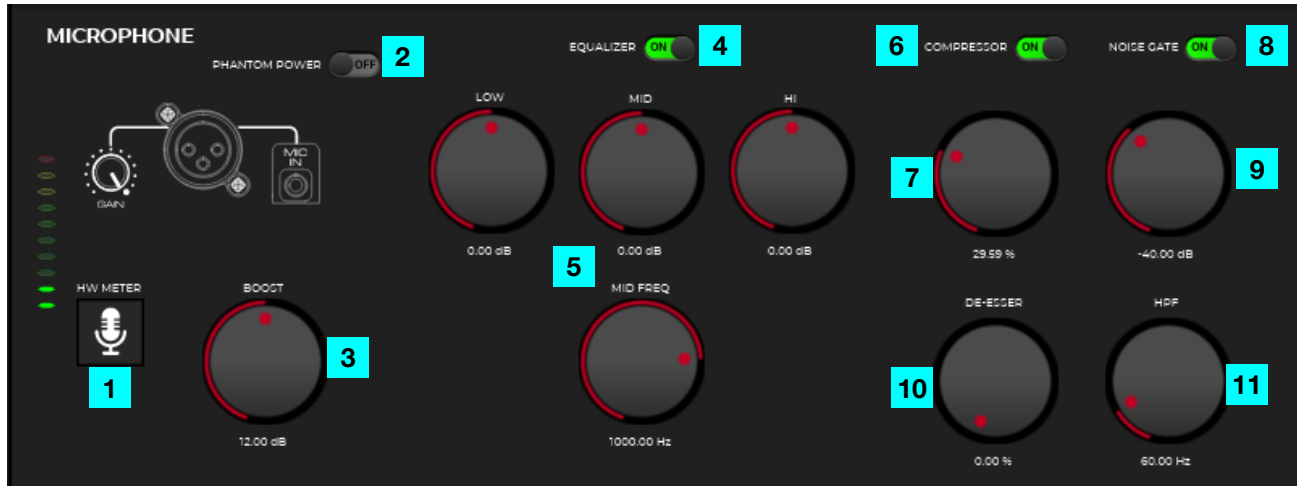 MICROPHONE
PHANTOM POWER OFF 2
EQUALIZER ON 4
6 COMPRESSOR ON
NOISE GATE ON 8
LOW MID HI
MIC
IN
GAIN
7
9
0.00 dB 0.00 dB 0.00 dB
29.59 % -40.00 dB
5
HW METER BOOST MID FREQ
DE-ESSER HPF
1
3
10
11
12.00 dB 1000.00 Hz
0.00 % 60.00 Hz